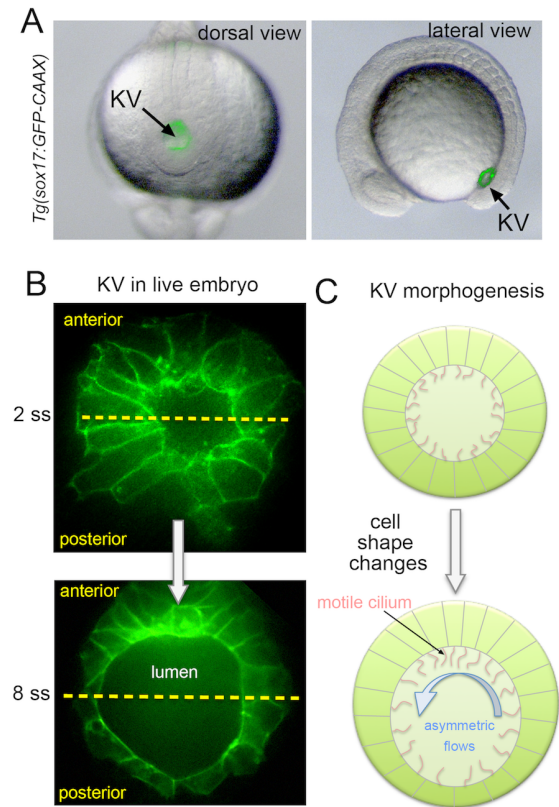 A
Tg(sox17:GFP-CAAX)
dorsal view
KV
lateral view
KV
B
KV in live embryo
anterior
2 ss
posterior
anterior
lumen
8 ss
posterior
C
KV morphogenesis
cell
shape
changes
motile cilium
asymmetric
flows